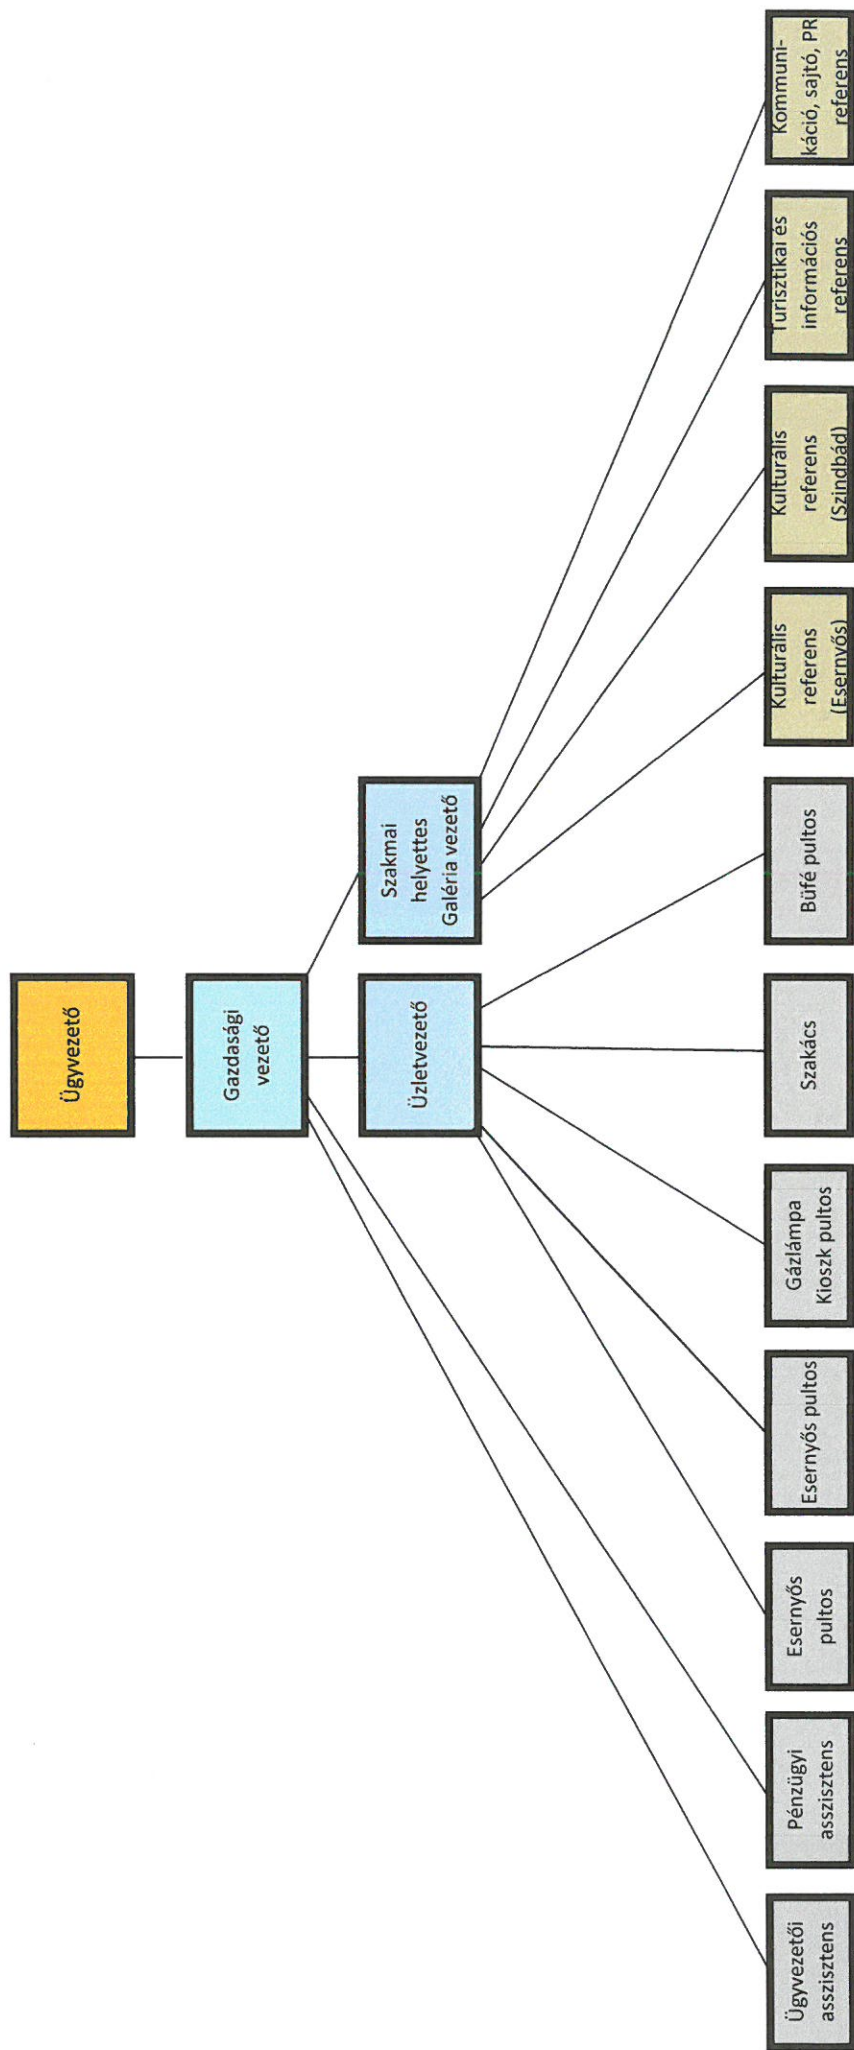 Ügyvezető
Gazdasági
vezető
Üzletvezető
Szakmai
helyettes
Galéria vezető
Ügyvezetői
asszisztens
Pénzügyi
asszisztens
Esernyős
pultos
Esernyős pultos
Gázlámpa
Kioszk pultos
Szakács
Büfé pultos
Kulturális
referens
(Esernyős)
Kulturális
referens
(Szindbád)
Turisztikai és
információs
referens
Kommuni-
káció, sajtó, PR
referens